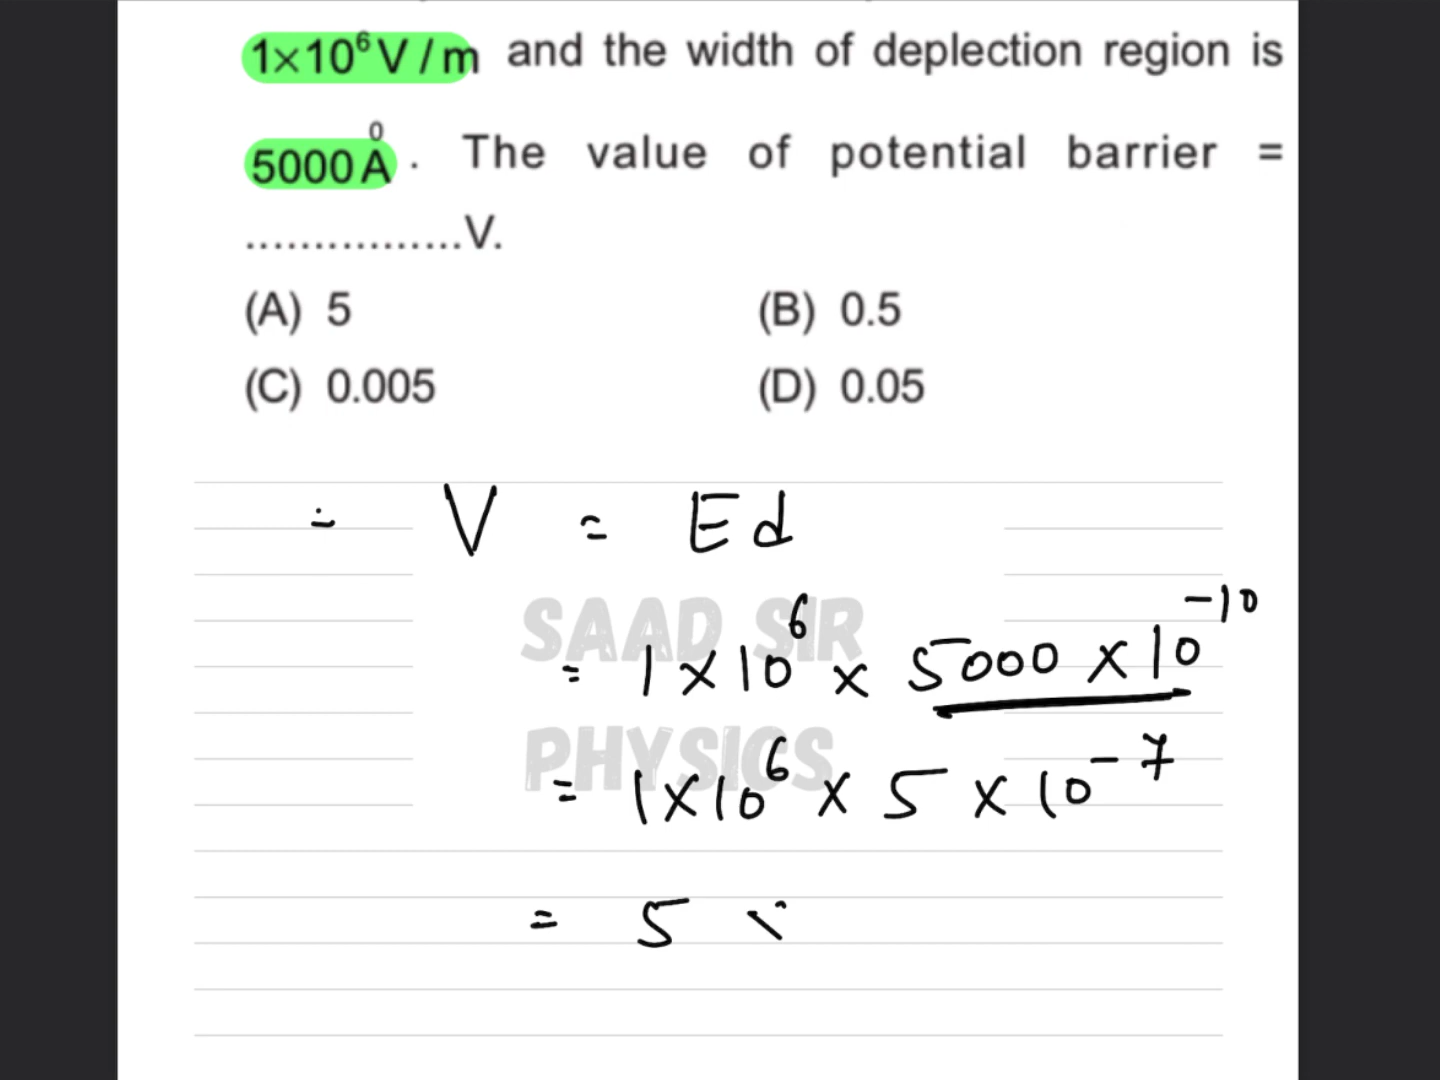 1×10⁶ V / m and the width of deplection region is
5000 Å . The value of potential barrier =
................V.
(A) 5 (B) 0.5
(C) 0.005 (D) 0.05
V = Ed
SAAD SIR
= 1 × 10⁶ × 5000 × 10⁻¹⁰
PHYSICS
= 1×10⁶ × 5 × 10⁻⁷
= 5